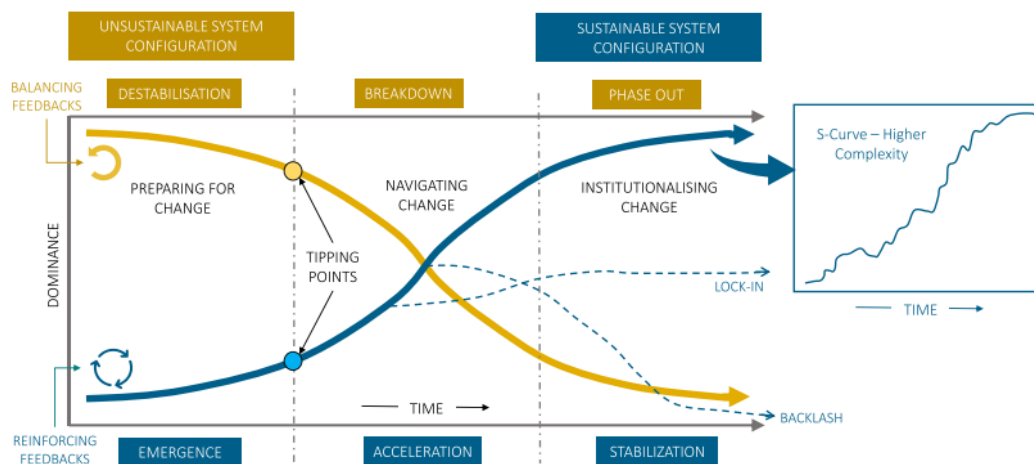 UNSUSTAINABLE SYSTEM
CONFIGURATION
SUSTAINABLE SYSTEM
CONFIGURATION
BALANCING
FEEDBACKS
DESTABILISATION
BREAKDOWN
PHASE OUT
S-Curve – Higher
Complexity
PREPARING FOR
CHANGE
NAVIGATING
CHANGE
INSTITUTIONALISING
CHANGE
TIPPING
POINTS
DOMINANCE
LOCK-IN
TIME
TIME
BACKLASH
REINFORCING
FEEDBACKS
EMERGENCE
ACCELERATION
STABILIZATION